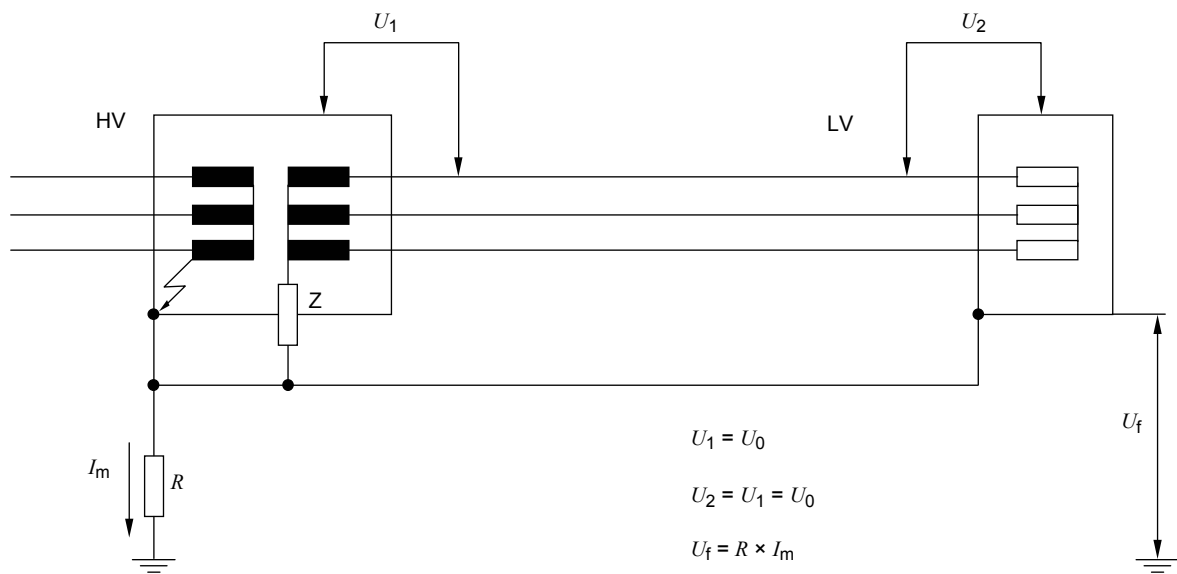 U1
U2
HV
LV
Z
Uf
U1 = U0
Im
R
U2 = U1 = U0
Uf = R × Im